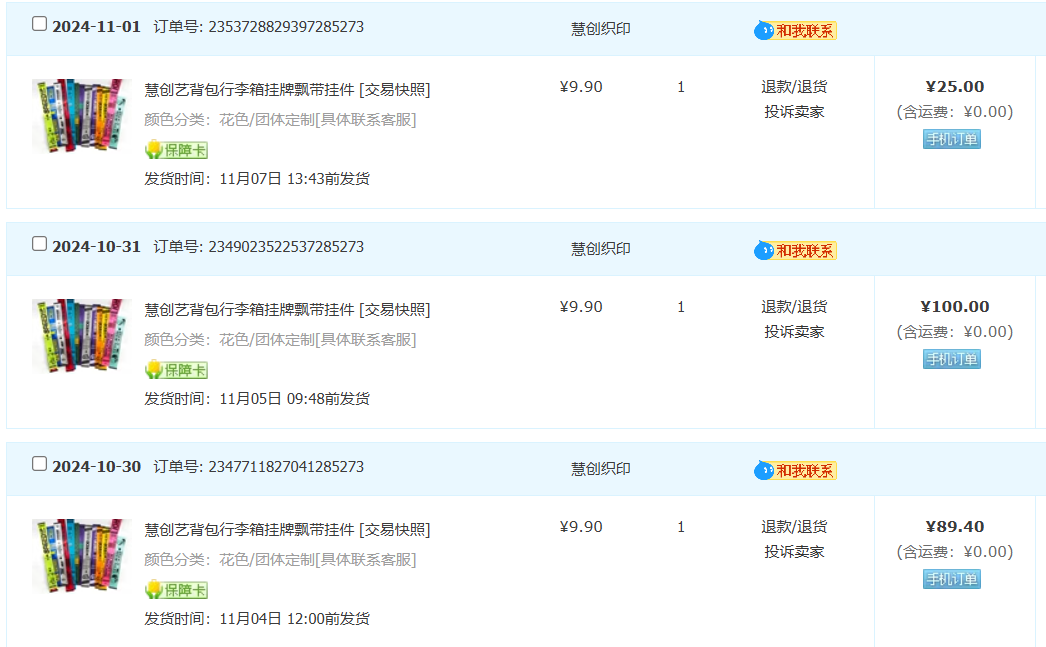 2024-11-01 订单号: 2353728829397285273 慧创织印 和我联系
慧创艺背包行李箱挂牌飘带挂件 [交易快照] ¥9.90 1 退款/退货 ¥25.00
颜色分类：花色/团体定制[具体联系客服] 投诉卖家 (含运费：¥0.00)
保障卡 手机订单
发货时间：11月07日 13:43前发货
2024-10-31 订单号: 2349023522537285273 慧创织印 和我联系
慧创艺背包行李箱挂牌飘带挂件 [交易快照] ¥9.90 1 退款/退货 ¥100.00
颜色分类：花色/团体定制[具体联系客服] 投诉卖家 (含运费：¥0.00)
保障卡 手机订单
发货时间：11月05日 09:48前发货
2024-10-30 订单号: 2347711827041285273 慧创织印 和我联系
慧创艺背包行李箱挂牌飘带挂件 [交易快照] ¥9.90 1 退款/退货 ¥89.40
颜色分类：花色/团体定制[具体联系客服] 投诉卖家 (含运费：¥0.00)
保障卡 手机订单
发货时间：11月04日 12:00前发货